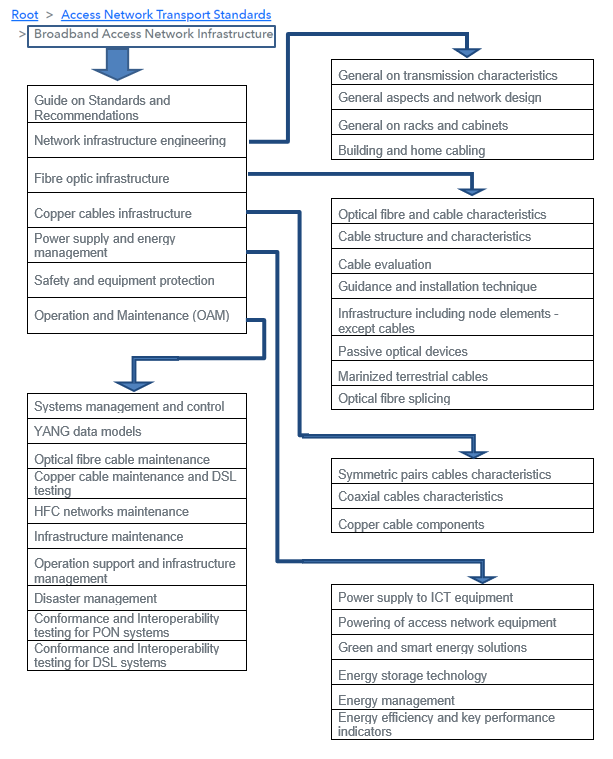 Root > Access Network Transport Standards
> Broadband Access Network Infrastructure
Guide on Standards and
Recommendations
Network infrastructure engineering
Fibre optic infrastructure
Copper cables infrastructure
Power supply and energy
management
Safety and equipment protection
Operation and Maintenance (OAM)
General on transmission characteristics
General aspects and network design
General on racks and cabinets
Building and home cabling
Optical fibre and cable characteristics
Cable structure and characteristics
Cable evaluation
Guidance and installation technique
Infrastructure including node elements -
except cables
Passive optical devices
Marinized terrestrial cables
Optical fibre splicing
Systems management and control
YANG data models
Optical fibre cable maintenance
Copper cable maintenance and DSL
testing
HFC networks maintenance
Infrastructure maintenance
Operation support and infrastructure
management
Disaster management
Conformance and Interoperability
testing for PON systems
Conformance and Interoperability
testing for DSL systems
Symmetric pairs cables characteristics
Coaxial cables characteristics
Copper cable components
Power supply to ICT equipment
Powering of access network equipment
Green and smart energy solutions
Energy storage technology
Energy management
Energy efficiency and key performance
indicators